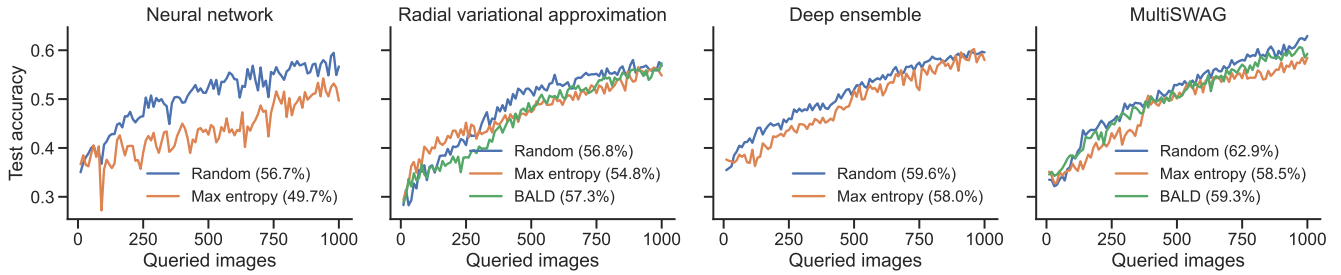 Neural network
Radial variational approximation
Deep ensemble
MultiSWAG
Test accuracy
0.6
0.5
0.4
0.3
Random (56.7%)
Max entropy (49.7%)
0
250
500
750
1000
Queried images
Random (56.8%)
Max entropy (54.8%)
BALD (57.3%)
0
250
500
750
1000
Queried images
Random (59.6%)
Max entropy (58.0%)
0
250
500
750
1000
Queried images
Random (62.9%)
Max entropy (58.5%)
BALD (59.3%)
0
250
500
750
1000
Queried images